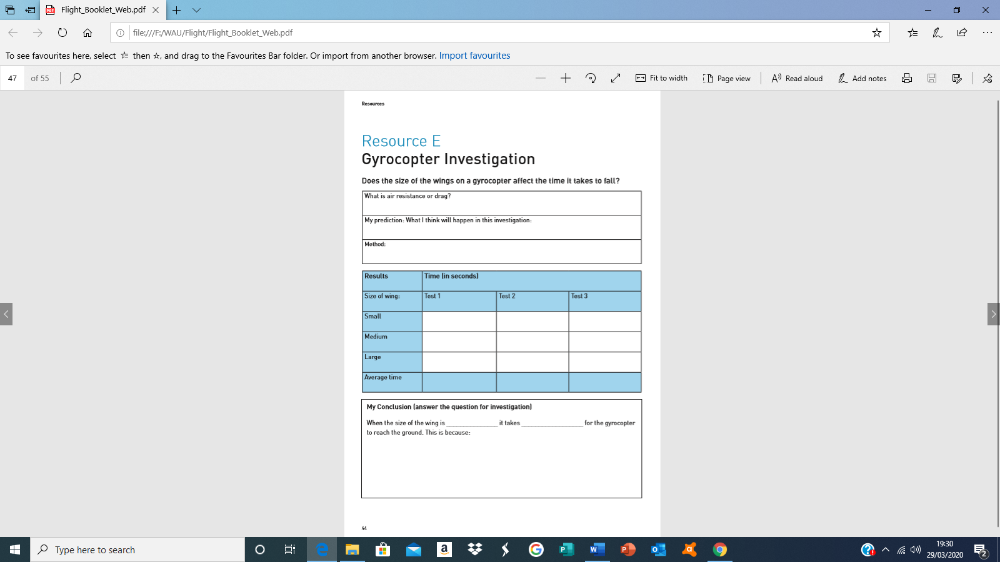 Flight_Booklet_Web.pdf
file:///F:/WAU/Flight/Flight_Booklet_Web.pdf
To see favourites here, select then , and drag to the Favourites Bar folder. Or import from another browser. Import favourites
47 of 55 Fit to width Page view Read aloud Add notes
Resources
Resource E
Gyrocopter Investigation
Does the size of the wings on a gyrocopter affect the time it takes to fall?
What is air resistance or drag?
My prediction: What I think will happen in this investigation:
Method:
Results Time (in seconds)
Size of wing: Test 1 Test 2 Test 3
Small
Medium
Large
Average time
My Conclusion (answer the question for investigation)
When the size of the wing is ______________ it takes _________________ for the gyrocopter
to reach the ground. This is because:
44
Type here to search
19:30
29/03/2020
2